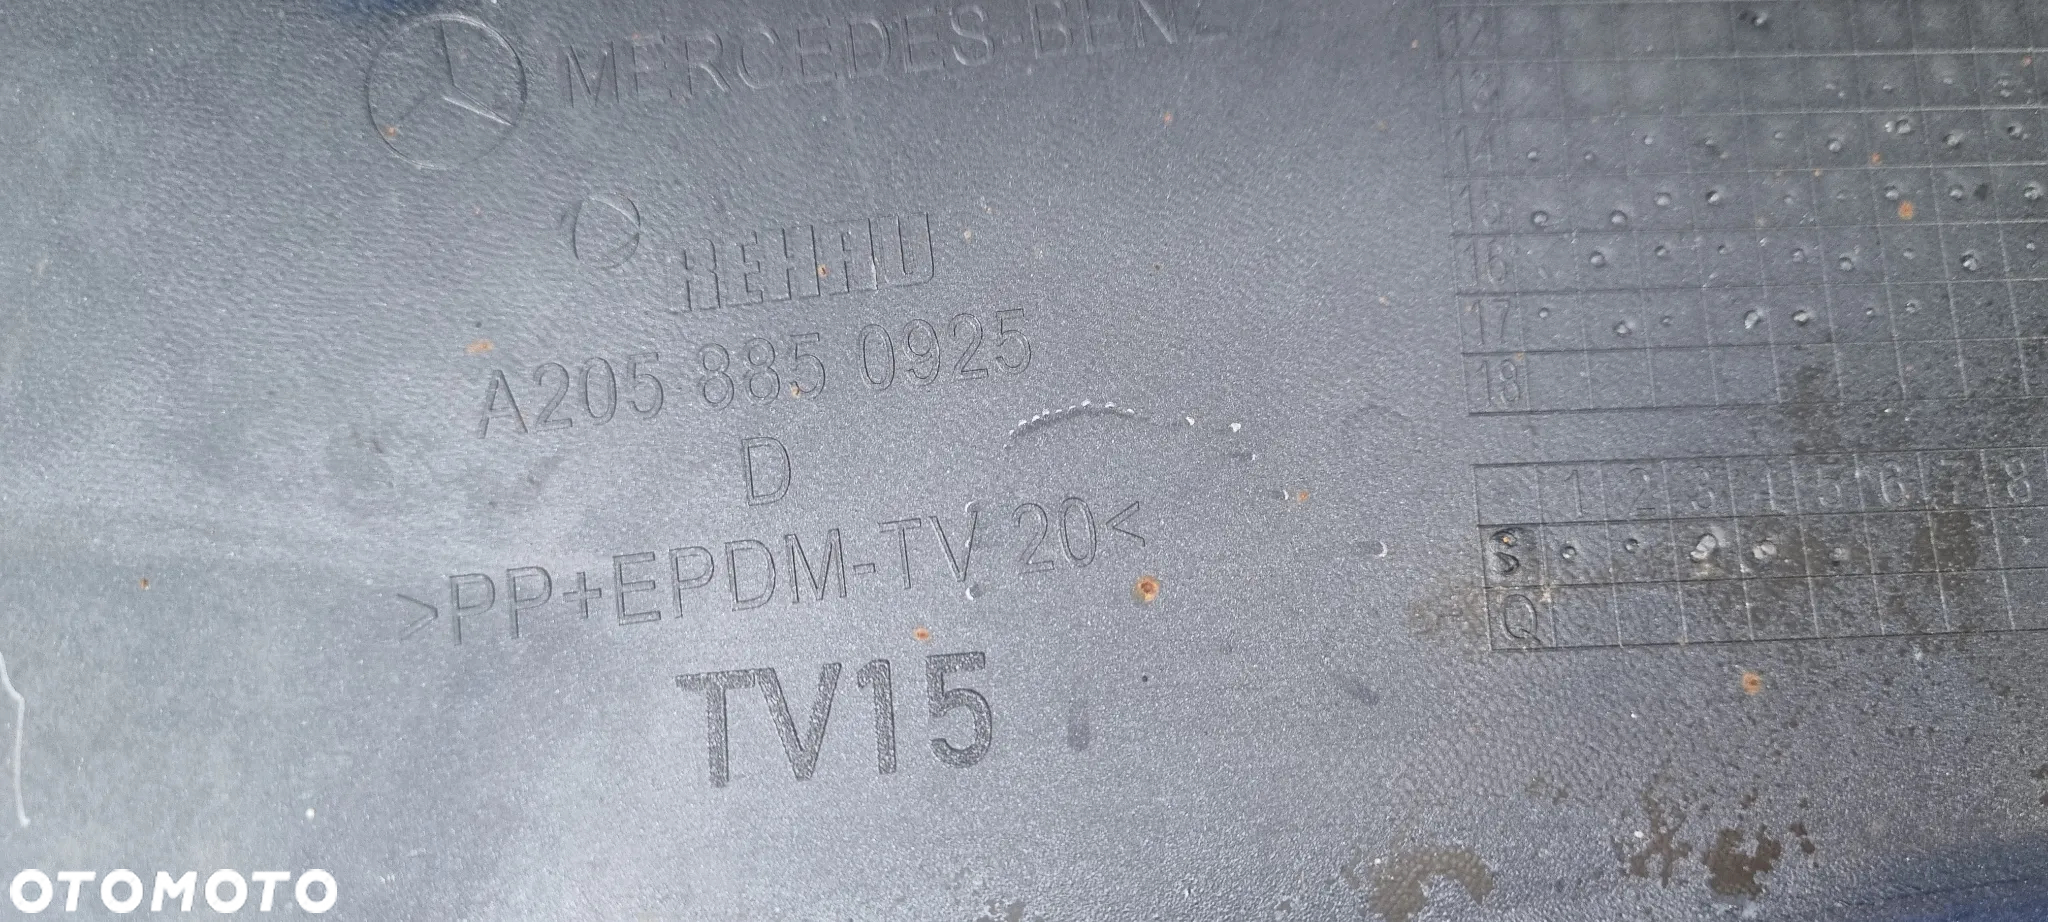 MERCEDES-BENZ
REHAU
A205 885 0925
D
>PP+EPDM-TV 20<
TV15
12
13
14
15
16
17
18
1 2 3 4 5 6 7 8
S
Q
OTOMOTO